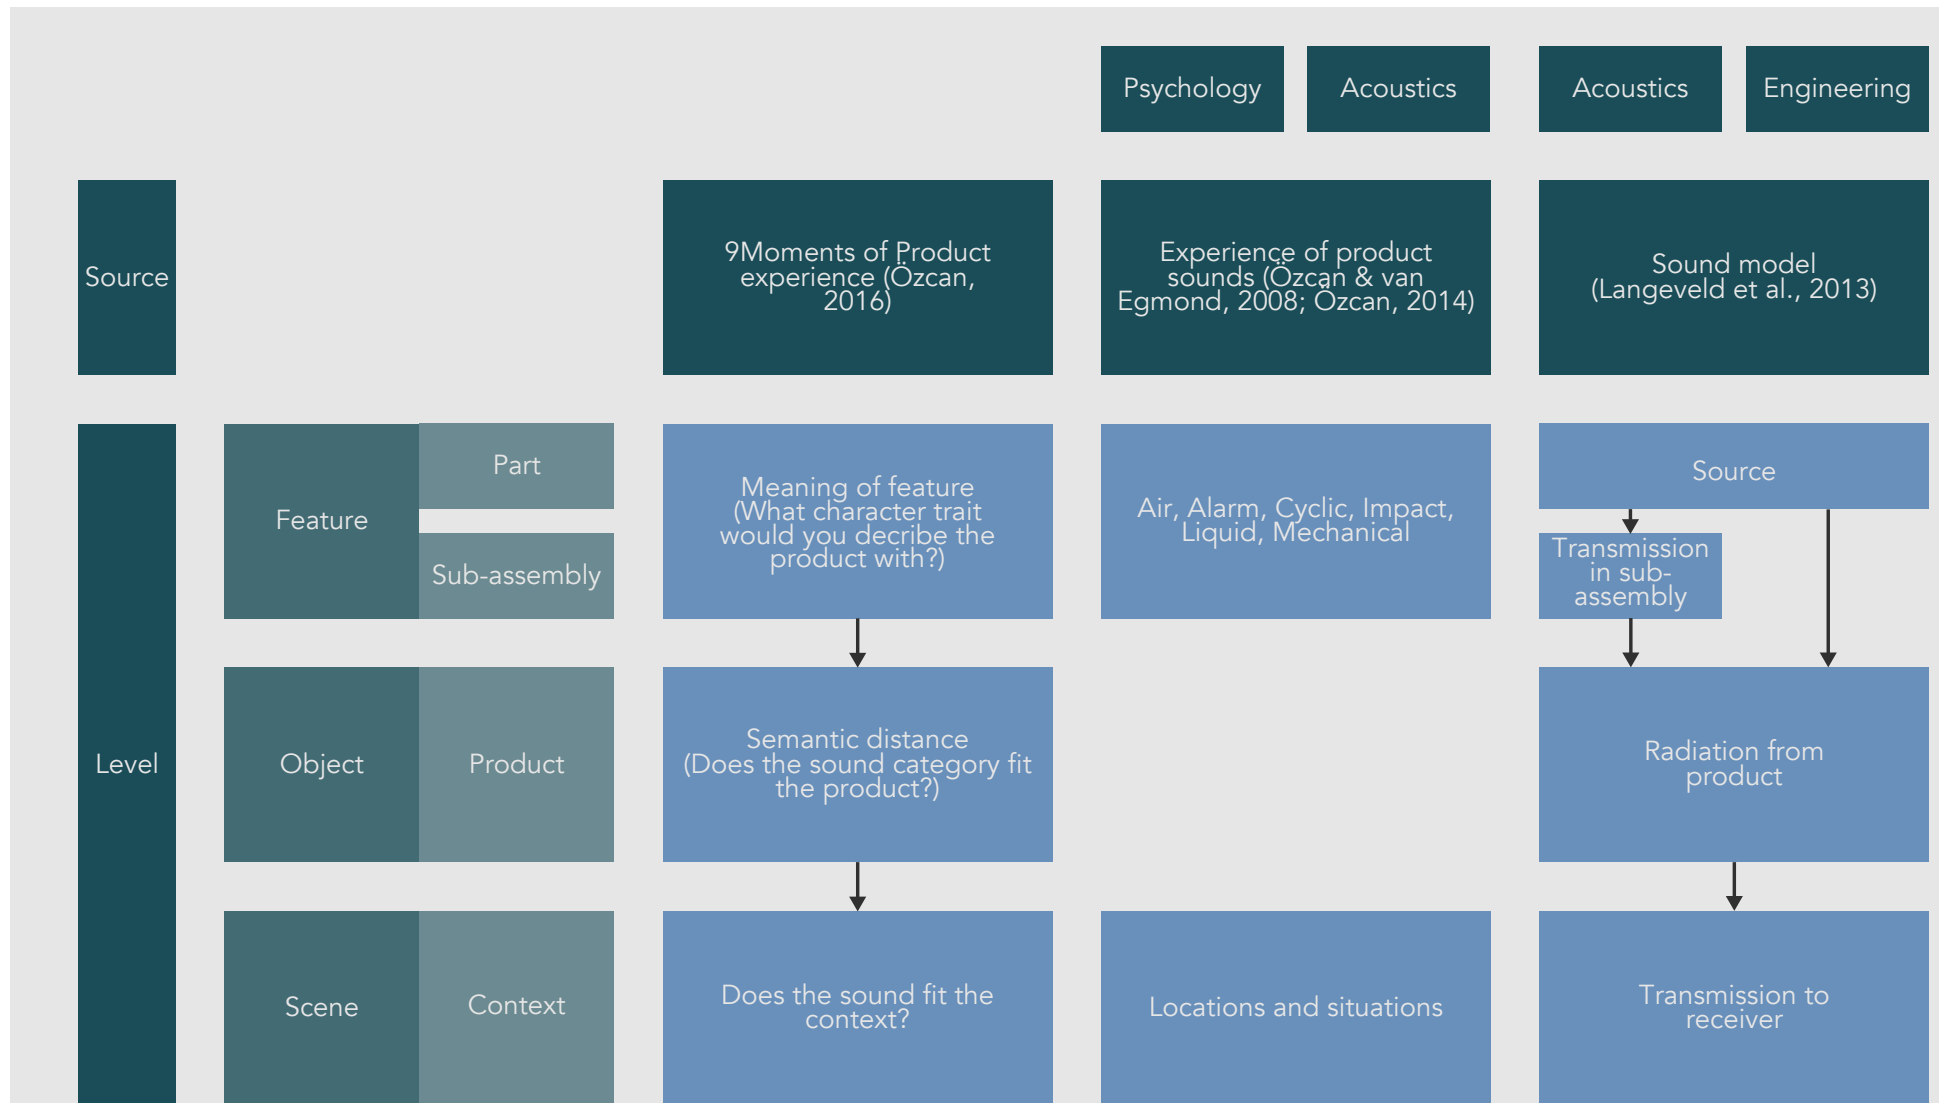 Psychology
Acoustics
Acoustics
Engineering
Source
9Moments of Product
experience (Özcan,
2016)
Experience of product
sounds (Özcan & van
Egmond, 2008; Özcan, 2014)
Sound model
(Langeveld et al., 2013)
Level
Feature
Part
Sub-assembly
Meaning of feature
(What character trait
would you decribe the
product with?)
Air, Alarm, Cyclic, Impact,
Liquid, Mechanical
Source
Transmission
in sub-
assembly
Object
Product
Semantic distance
(Does the sound category fit
the product?)
Radiation from
product
Scene
Context
Does the sound fit the
context?
Locations and situations
Transmission to
receiver